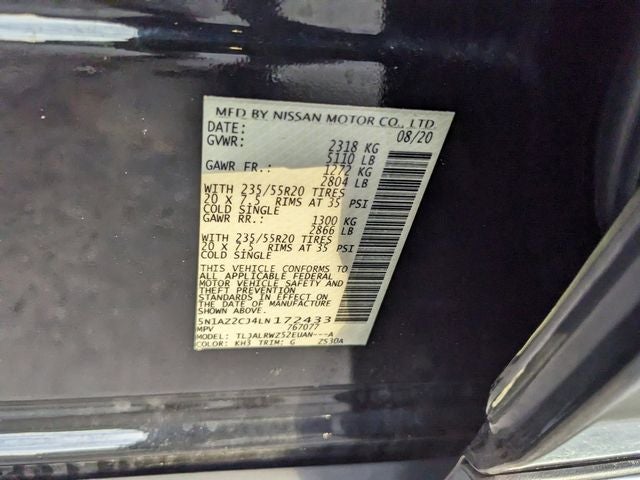 MFD BY NISSAN MOTOR CO., LTD.
DATE: 08/20
GVWR: 2318 KG
5110 LB
GAWR FR.: 1272 KG
2804 LB
WITH 235/55R20 TIRES
20 X 7.5 RIMS AT 35 PSI
COLD SINGLE
GAWR RR.: 1300 KG
2866 LB
WITH 235/55R20 TIRES
20 X 7.5 RIMS AT 35 PSI
COLD SINGLE
THIS VEHICLE CONFORMS TO
ALL APPLICABLE FEDERAL
MOTOR VEHICLE SAFETY AND
STANDARDS IN EFFECT ON
THE DATE OF MANUFACTURE
SHOWN ABOVE.
5N1AZ2CJ4LN172433
MPV 767077
MODEL: TLJALRWZ52EUAN---A
COLOR: KH3 TRIM: G ZS30A